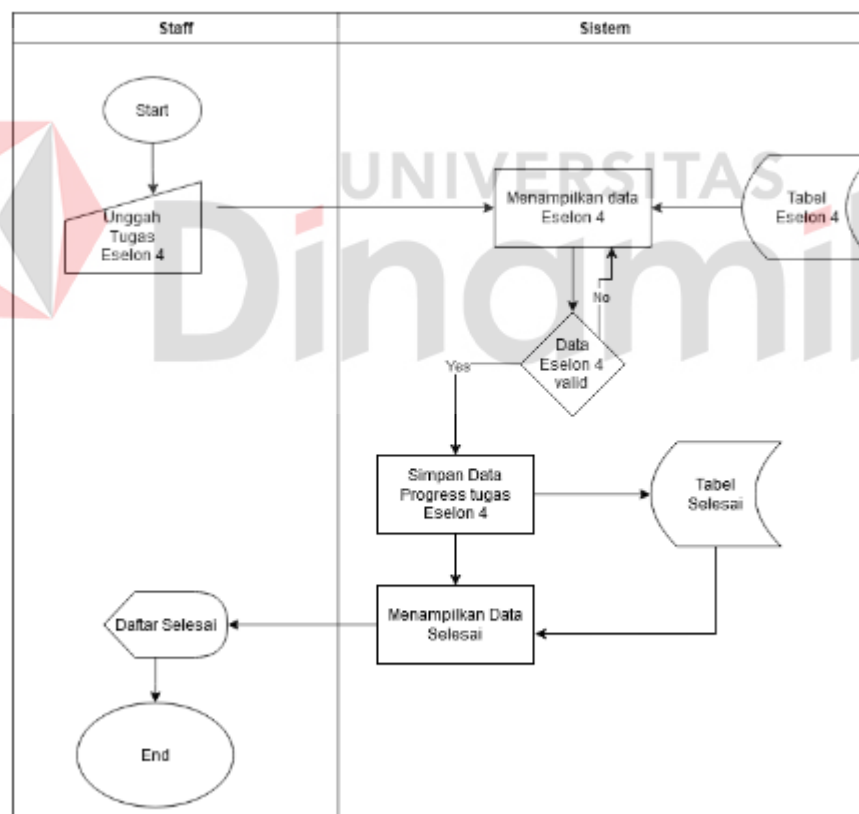 Staff
Sistem
Start
UNIVERSITAS
Dinamik
Unggah
Tugas
Eselon 4
Menampilkan data
Eselon 4
Tabel
Eselon 4
No
Data
Eselon 4
valid
Yes
Simpan Data
Progress tugas
Eselon 4
Tabel
Selesai
Menampilkan Data
Selesai
Daftar Selesai
End